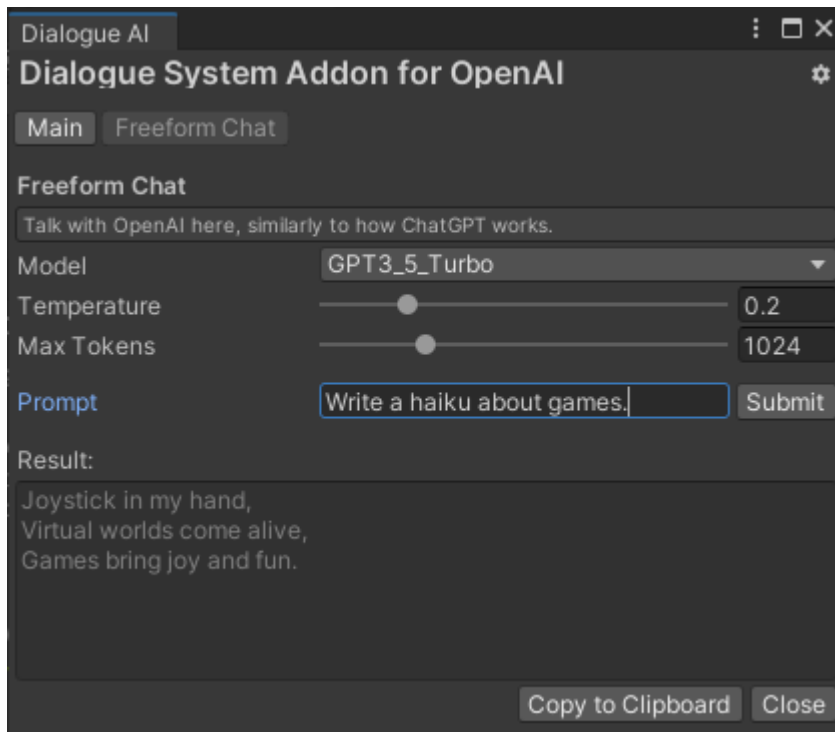 Dialogue AI
Dialogue System Addon for OpenAI
Main Freeform Chat
Freeform Chat
Talk with OpenAI here, similarly to how ChatGPT works.
Model GPT3_5_Turbo
Temperature 0.2
Max Tokens 1024
Prompt Write a haiku about games. Submit
Result:
Joystick in my hand,
Virtual worlds come alive,
Games bring joy and fun.
Copy to Clipboard Close